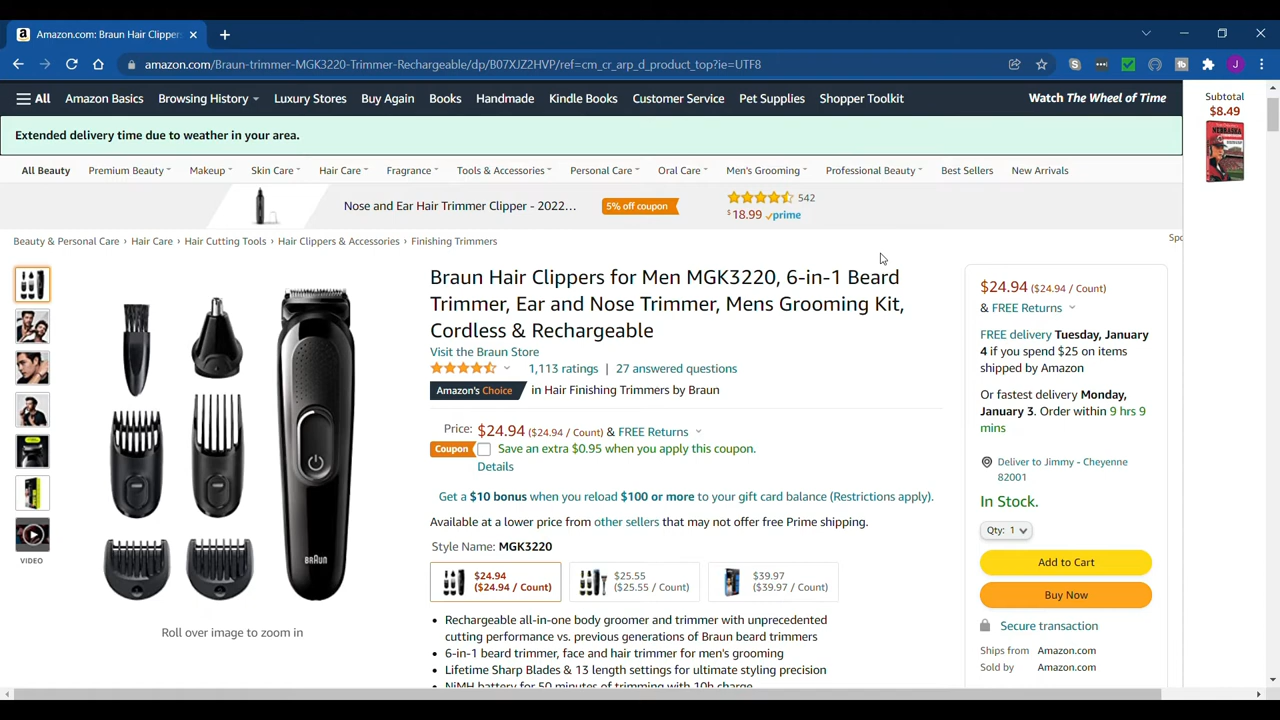 Amazon.com: Braun Hair Clippers
amazon.com/Braun-trimmer-MGK3220-Trimmer-Rechargeable/dp/B07XJZ2HVP/ref=cm_cr_arp_d_product_top?ie=UTF8
J
All Amazon Basics Browsing History Luxury Stores Buy Again Books Handmade Kindle Books Customer Service Pet Supplies Shopper Toolkit Watch The Wheel of Time
Subtotal
$8.49
NEBRASKA
Extended delivery time due to weather in your area.
All Beauty Premium Beauty Makeup Skin Care Hair Care Fragrance Tools & Accessories Personal Care Oral Care Men's Grooming Professional Beauty Best Sellers New Arrivals
Nose and Ear Hair Trimmer Clipper - 2022... 5% off coupon 542
$18.99 prime
Beauty & Personal Care › Hair Care › Hair Cutting Tools › Hair Clippers & Accessories › Finishing Trimmers
Spo
Braun Hair Clippers for Men MGK3220, 6-in-1 Beard
Trimmer, Ear and Nose Trimmer, Mens Grooming Kit,
Cordless & Rechargeable
Visit the Braun Store
1,113 ratings | 27 answered questions
Amazon's Choice in Hair Finishing Trimmers by Braun
Price: $24.94 ($24.94 / Count) & FREE Returns
Coupon Save an extra $0.95 when you apply this coupon.
Details
Get a $10 bonus when you reload $100 or more to your gift card balance (Restrictions apply).
Available at a lower price from other sellers that may not offer free Prime shipping.
Style Name: MGK3220
$24.94
($24.94 / Count)
$25.55
($25.55 / Count)
$39.97
($39.97 / Count)
• Rechargeable all-in-one body groomer and trimmer with unprecedented
cutting performance vs. previous generations of Braun beard trimmers
• 6-in-1 beard trimmer, face and hair trimmer for men's grooming
• Lifetime Sharp Blades & 13 length settings for ultimate styling precision
• NiMH battery for 50 minutes of trimming with 10h charge
BRAUN
VIDEO
Roll over image to zoom in
$24.94 ($24.94 / Count)
& FREE Returns
FREE delivery Tuesday, January
4 if you spend $25 on items
shipped by Amazon
Or fastest delivery Monday,
January 3. Order within 9 hrs 9
mins
Deliver to Jimmy - Cheyenne
82001
In Stock.
Qty: 1
Add to Cart
Buy Now
Secure transaction
Ships from Amazon.com
Sold by Amazon.com